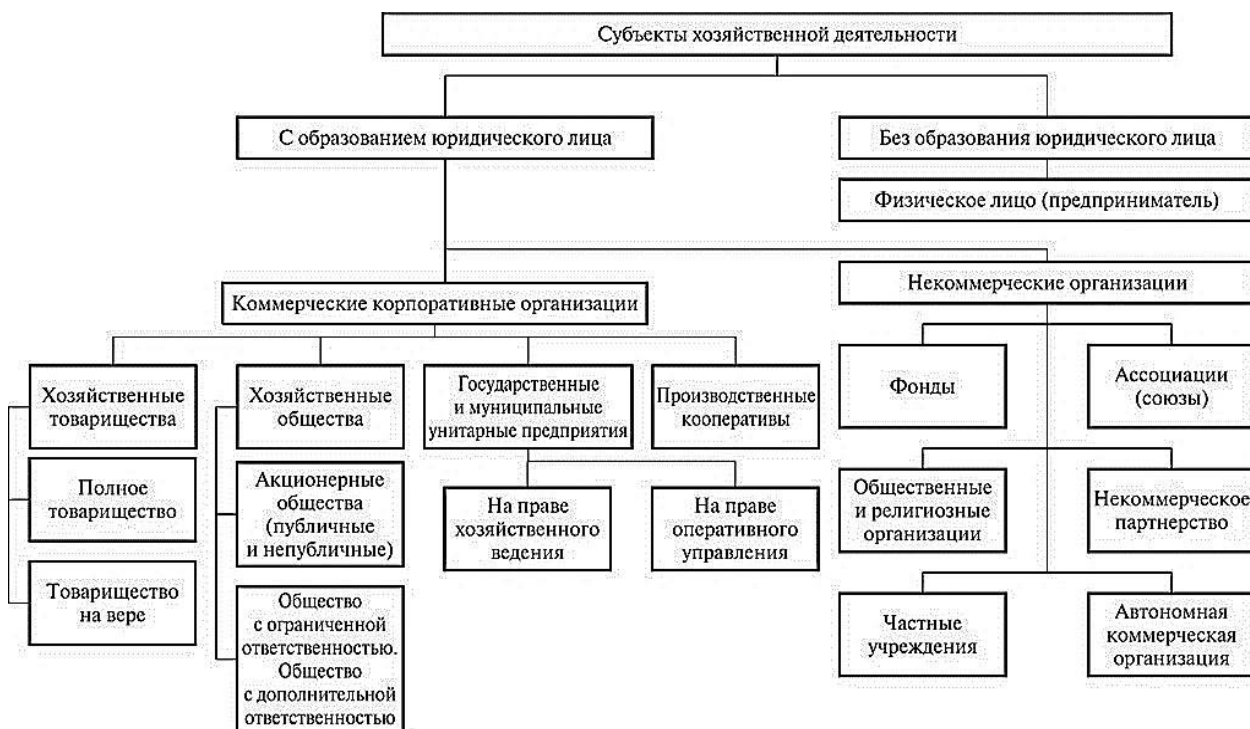 Субъекты хозяйственной деятельности
С образованием юридического лица
Без образования юридического лица
Физическое лицо (предприниматель)
Коммерческие корпоративные организации
Некоммерческие организации
Хозяйственные
товарищества
Хозяйственные
общества
Государственные
и муниципальные
унитарные предприятия
Производственные
кооперативы
Фонды
Ассоциации
(союзы)
Полное
товарищество
Акционерные
общества
(публичные
и непубличные)
На праве
хозяйственного
ведения
На праве
оперативного
управления
Общественные
и религиозные
организации
Некоммерческое
партнерство
Товарищество
на вере
Общество
с ограниченной
ответственностью.
Общество
с дополнительной
ответственностью
Частные
учреждения
Автономная
коммерческая
организация